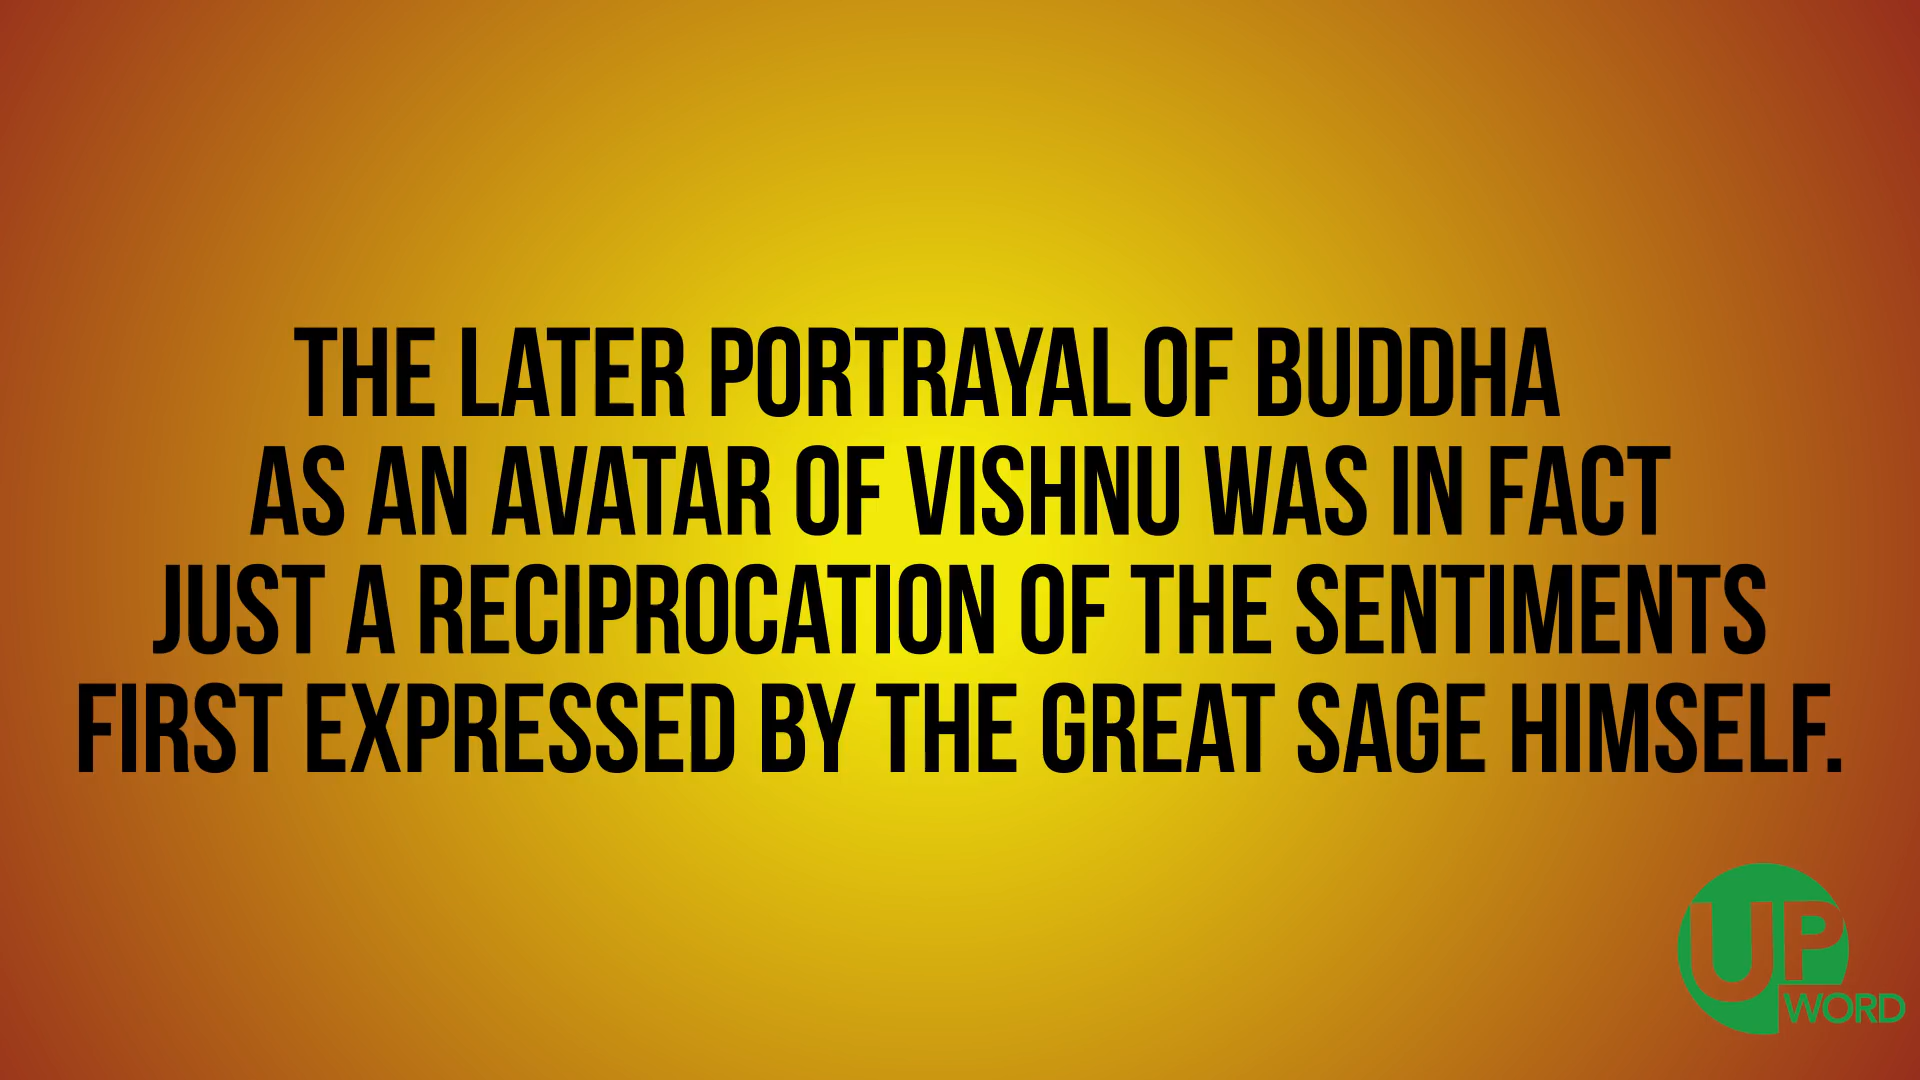 THE LATER PORTRAYAL OF BUDDHA
AS AN AVATAR OF VISHNU WAS IN FACT
JUST A RECIPROCATION OF THE SENTIMENTS
FIRST EXPRESSED BY THE GREAT SAGE HIMSELF.
UP
WORD